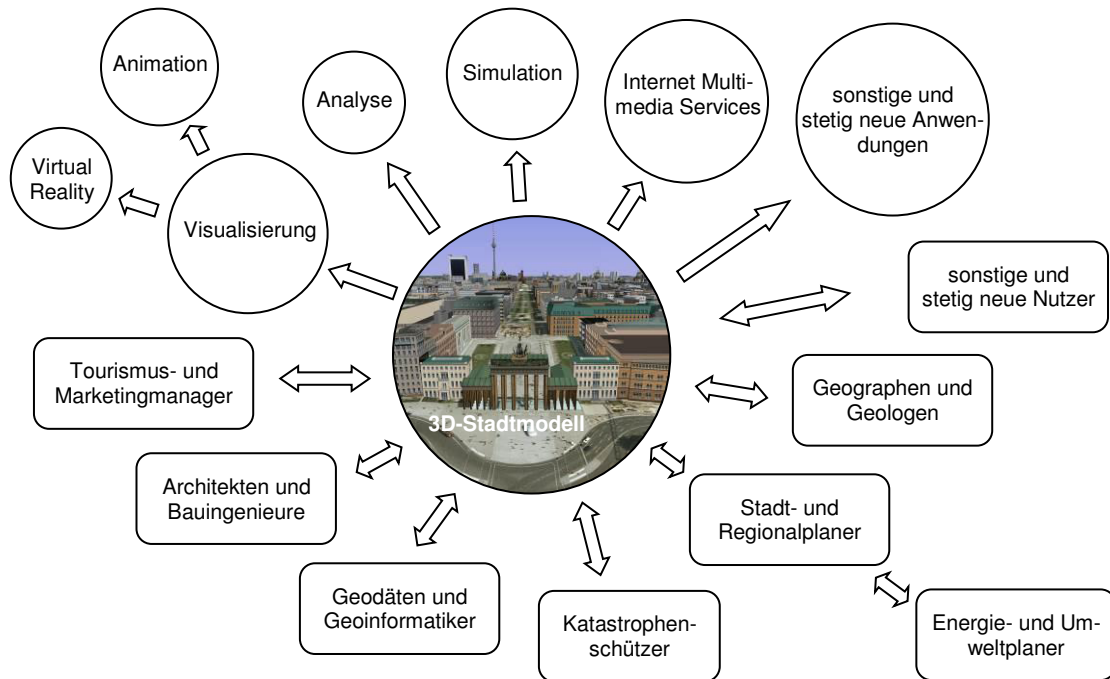 Animation
Simulation
Internet Multi-
media Services
Analyse
sonstige und
stetig neue Anwen-
dungen
Virtual
Reality
Visualisierung
sonstige und
stetig neue Nutzer
Tourismus- und
Marketingmanager
Geographen und
Geologen
3D-Stadtmodell
Architekten und
Bauingenieure
Stadt- und
Regionalplaner
Geodäten und
Geoinformatiker
Katastrophen-
schützer
Energie- und Um-
weltplaner